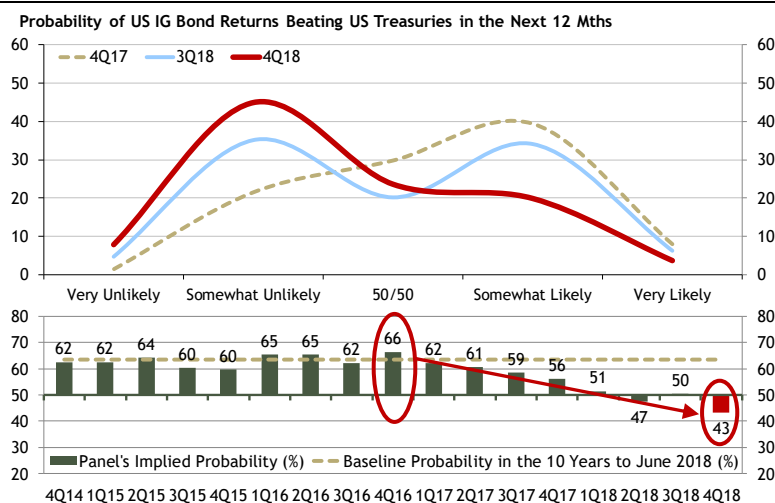 Probability of US IG Bond Returns Beating US Treasuries in the Next 12 Mths
60 60
4Q17 3Q18 4Q18
50 50
40 40
30 30
20 20
10 10
0 0
Very Unlikely Somewhat Unlikely 50/50 Somewhat Likely Very Likely
80 80
70 70
60 60
50 50
40 40
30 30
20 20
62 62 64 60 60 65 65 62 66 62 61 59 56 51 47 50 43
Panel's Implied Probability (%) Baseline Probability in the 10 Years to June 2018 (%)
4Q14 1Q15 2Q15 3Q15 4Q15 1Q16 2Q16 3Q16 4Q16 1Q17 2Q17 3Q17 4Q17 1Q18 2Q18 3Q18 4Q18